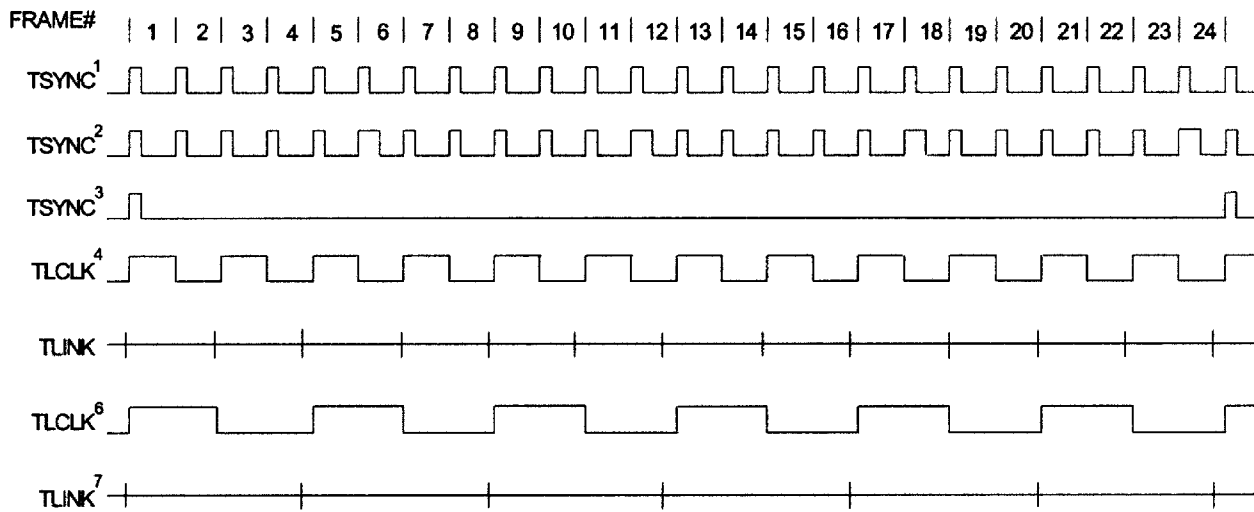 FRAME# 1 2 3 4 5 6 7 8 9 10 11 12 13 14 15 16 17 18 19 20 21 22 23 24
TSYNC1
TSYNC2
TSYNC3
TLCLK4
TLINK
TLCLK6
TLINK7